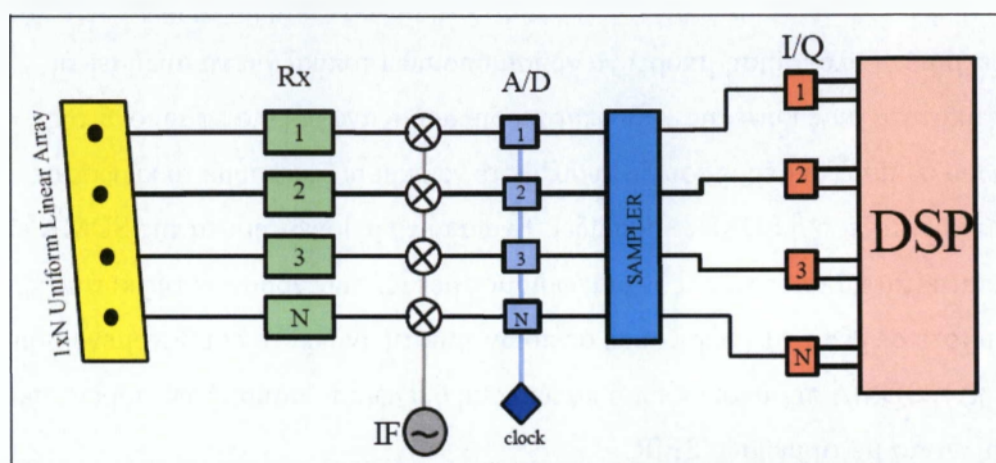 I/Q
Rx
A/D
1xN Uniform Linear Array
1
1
1
2
2
2
3
3
3
N
N
N
SAMPLER
DSP
IF
clock